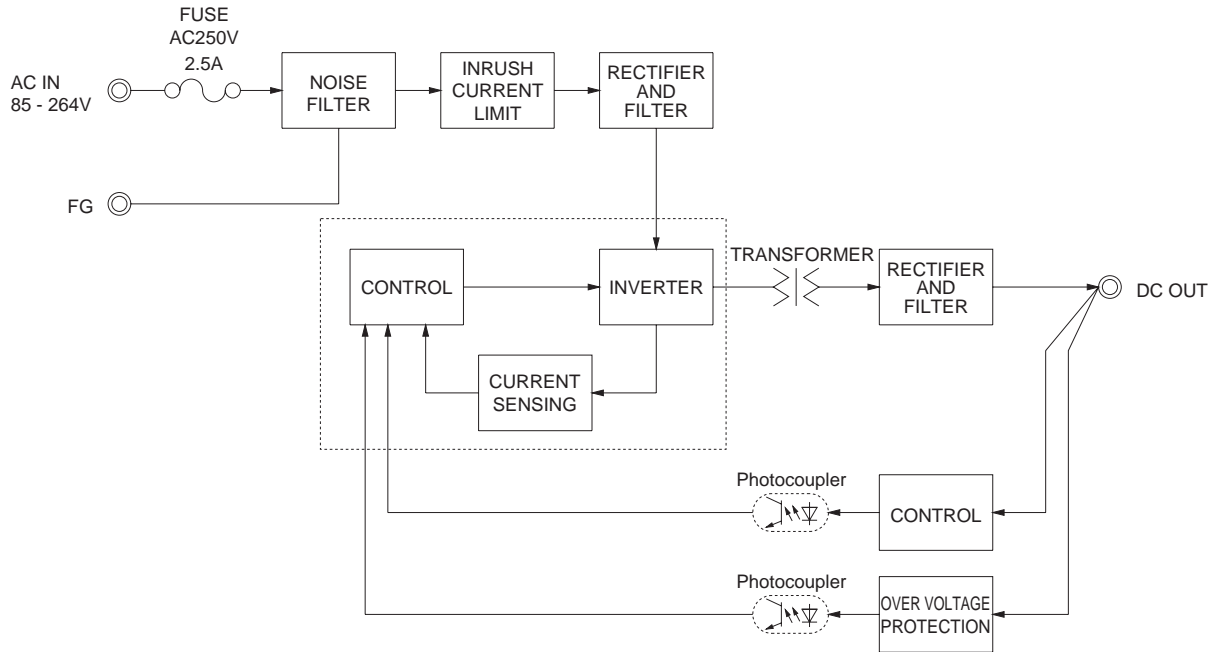 FUSE
AC250V
2.5A
AC IN
85 - 264V
NOISE
FILTER
INRUSH
CURRENT
LIMIT
RECTIFIER
AND
FILTER
FG
CONTROL
INVERTER
TRANSFORMER
RECTIFIER
AND
FILTER
DC OUT
CURRENT
SENSING
Photocoupler
CONTROL
Photocoupler
OVER VOLTAGE
PROTECTION